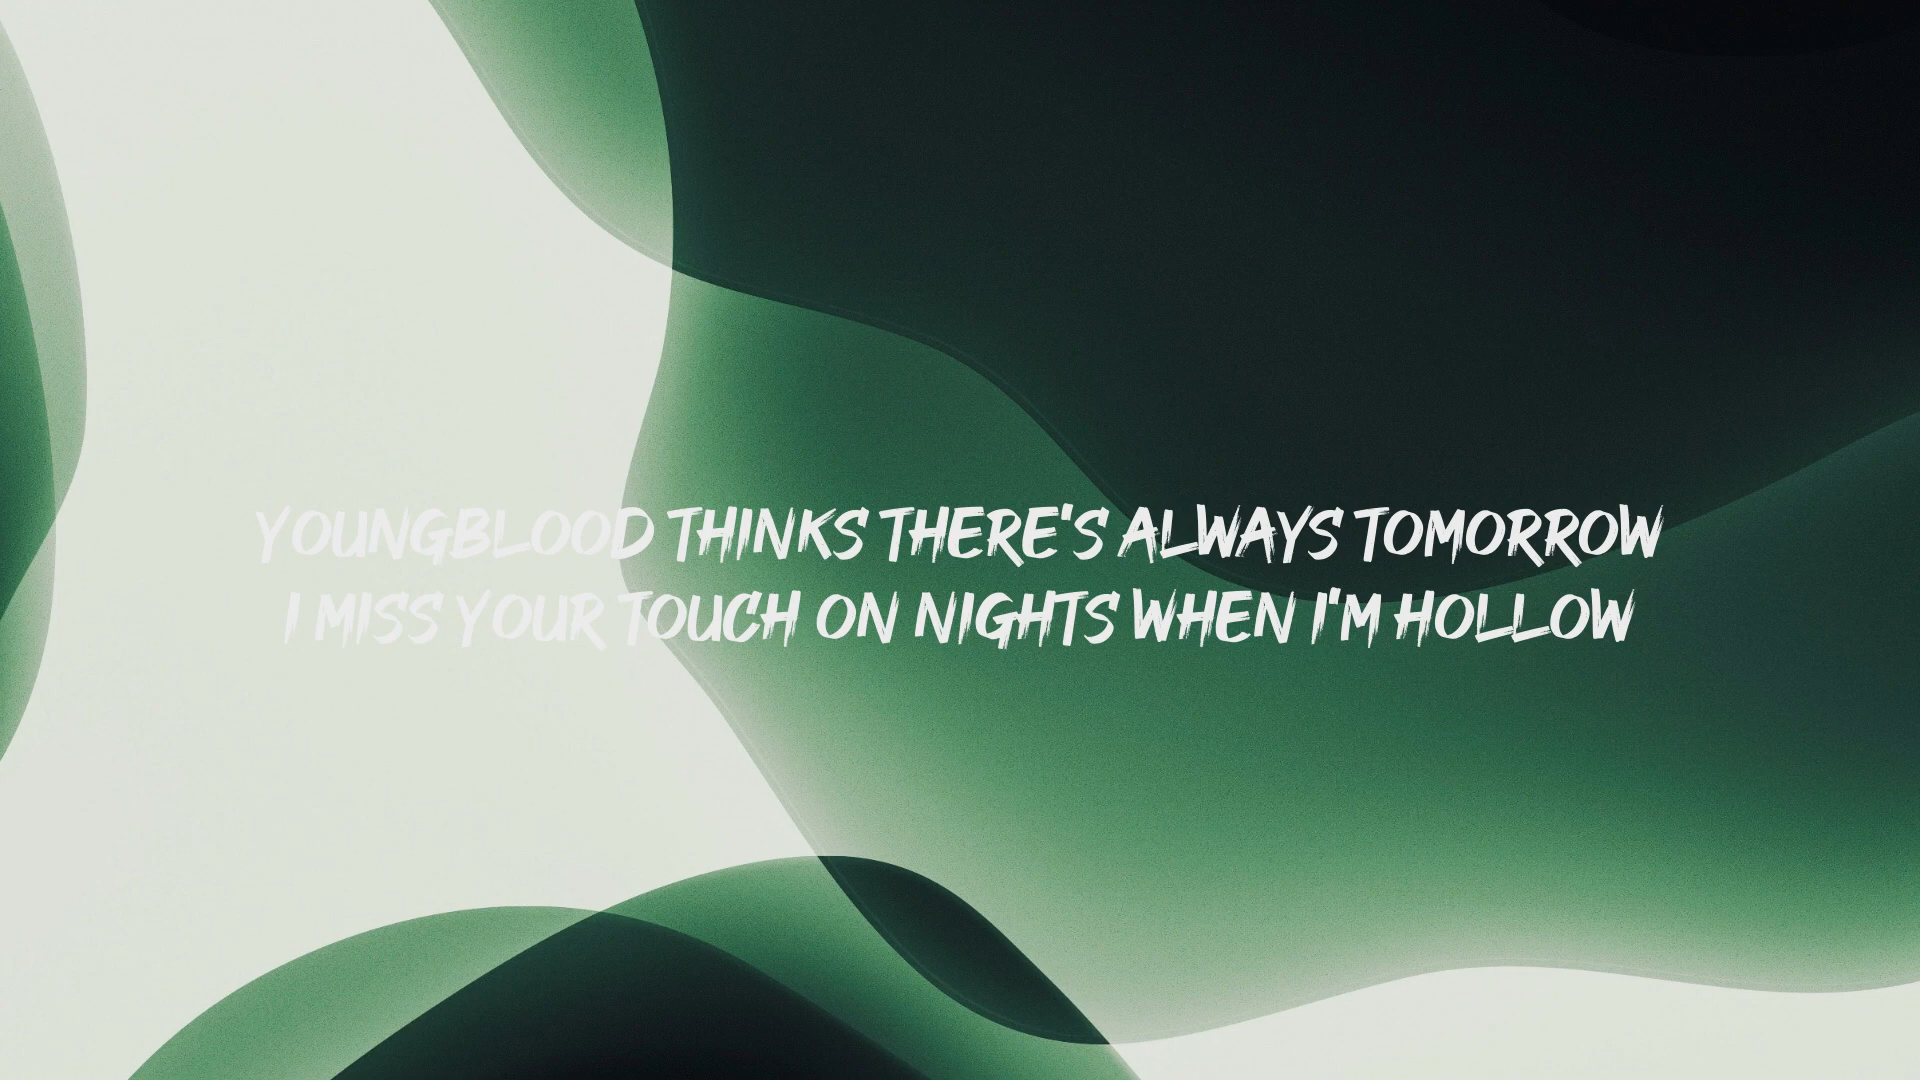 YOUNGBLOOD THINKS THERE'S ALWAYS TOMORROW
I MISS YOUR TOUCH ON NIGHTS WHEN I'M HOLLOW